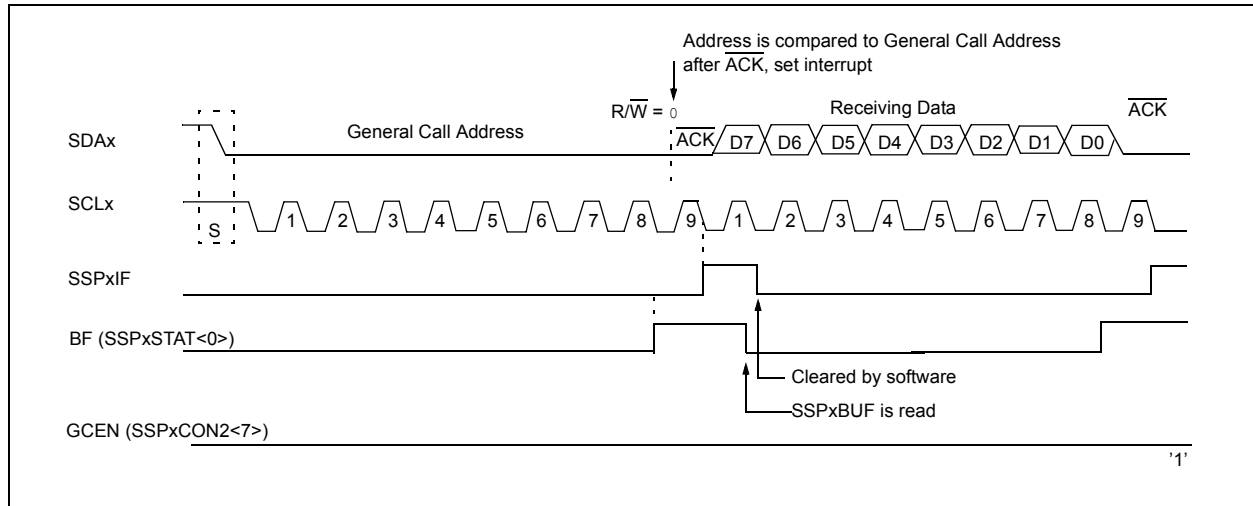 Address is compared to General Call Address
after ACK, set interrupt
R/W = 0
Receiving Data
ACK
SDAx
General Call Address
ACK D7 D6 D5 D4 D3 D2 D1 D0
SCLx
S
1 2 3 4 5 6 7 8 9 1 2 3 4 5 6 7 8 9
SSPxIF
BF (SSPxSTAT<0>)
Cleared by software
SSPxBUF is read
GCEN (SSPxCON2<7>)
’1’